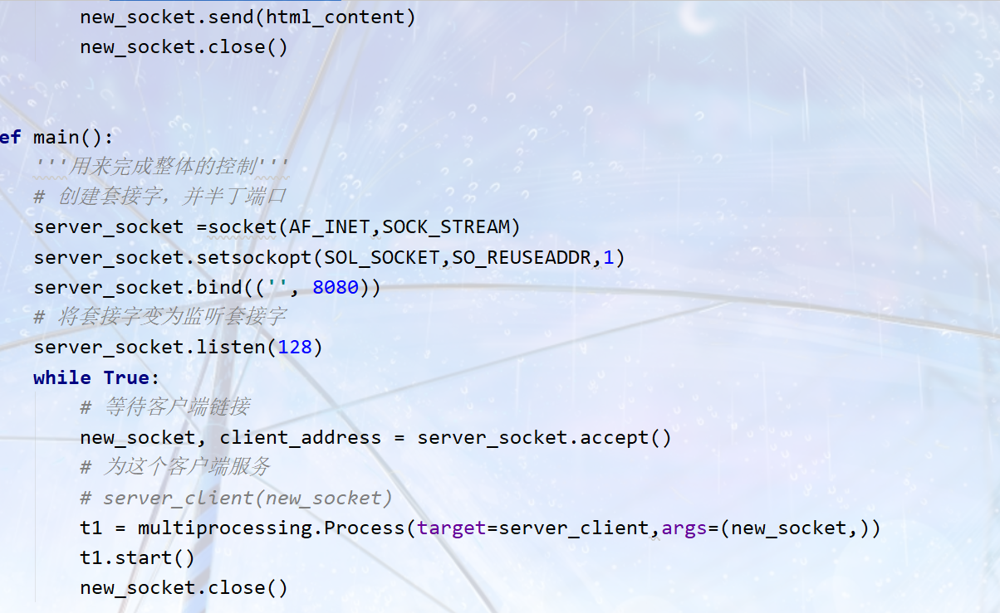 new_socket.send(html_content)
new_socket.close()
ef main():
'''用来完成整体的控制'''
# 创建套接字，并半丁端口
server_socket =socket(AF_INET,SOCK_STREAM)
server_socket.setsockopt(SOL_SOCKET,SO_REUSEADDR,1)
server_socket.bind(('', 8080))
# 将套接字变为监听套接字
server_socket.listen(128)
while True:
# 等待客户端链接
new_socket, client_address = server_socket.accept()
# 为这个客户端服务
# server_client(new_socket)
t1 = multiprocessing.Process(target=server_client,args=(new_socket,))
t1.start()
new_socket.close()